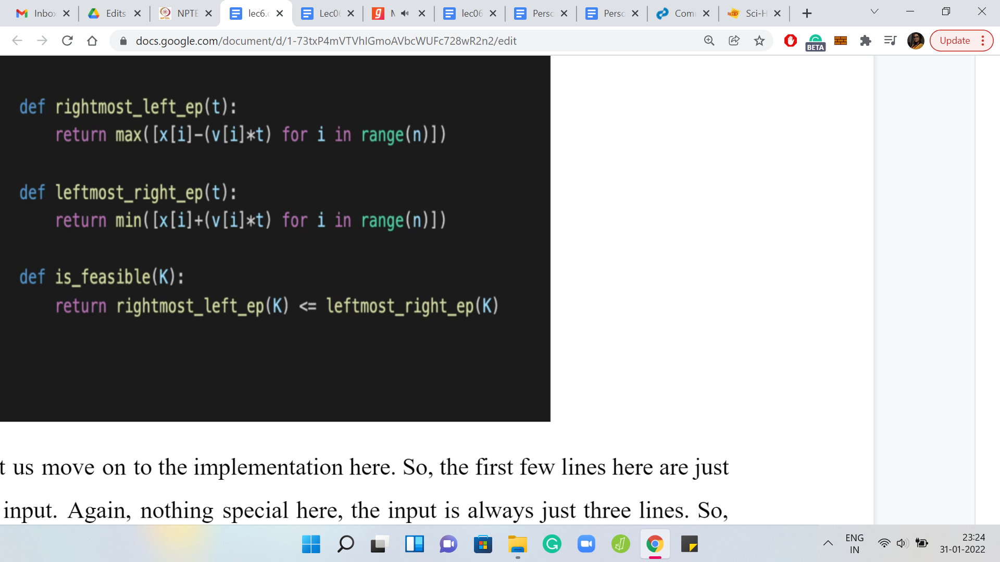 Inbo
Edits
NPTE
lec6.c
Lec06
lec06
Perso
Perso
Com
Sci-H
docs.google.com/document/d/1-73txP4mVTVhlGmoAVbcWUFc728wR2n2/edit
BETA
Update
def rightmost_left_ep(t):
return max([x[i]-(v[i]*t) for i in range(n)])
def leftmost_right_ep(t):
return min([x[i]+(v[i]*t) for i in range(n)])
def is_feasible(K):
return rightmost_left_ep(K) <= leftmost_right_ep(K)
t us move on to the implementation here. So, the first few lines here are just
input. Again, nothing special here, the input is always just three lines. So,
ENG
IN
23:24
31-01-2022